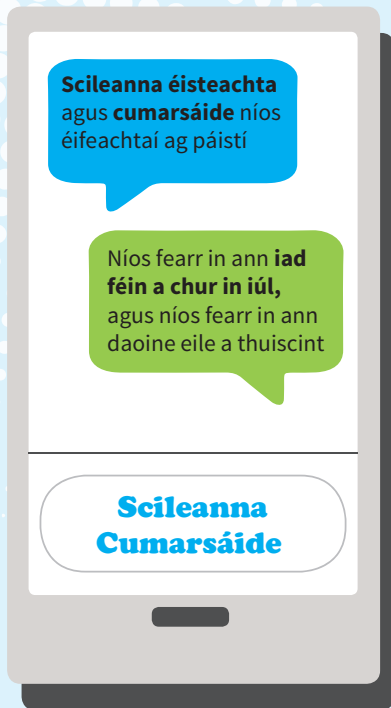 Scileanna éisteachta
agus cumarsáide níos
éifeachtaí ag páistí
Níos fearr in ann iad
féin a chur in iúl,
agus níos fearr in ann
daoine eile a thuiscint
Scileanna
Cumarsáide